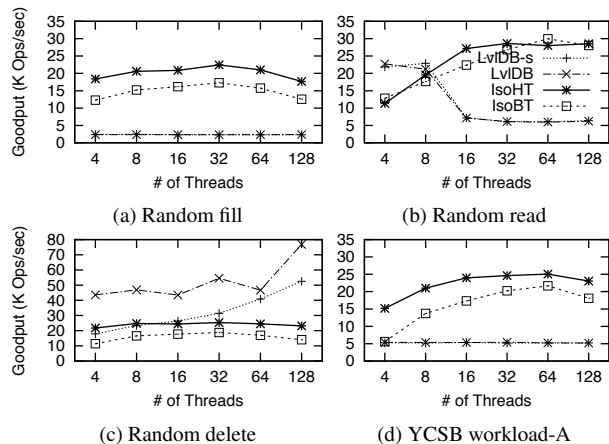 Goodput (K Ops/sec)
35
30
25
20
15
10
5
0
4 8 16 32 64 128
# of Threads
(a) Random fill
35
30
25
20
15
10
5
0
LvlDB-s
LvlDB
IsoHT
IsoBT
4 8 16 32 64 128
# of Threads
(b) Random read
Goodput (K Ops/sec)
80
70
60
50
40
30
20
10
0
4 8 16 32 64 128
# of Threads
(c) Random delete
35
30
25
20
15
10
5
0
4 8 16 32 64 128
# of Threads
(d) YCSB workload-A